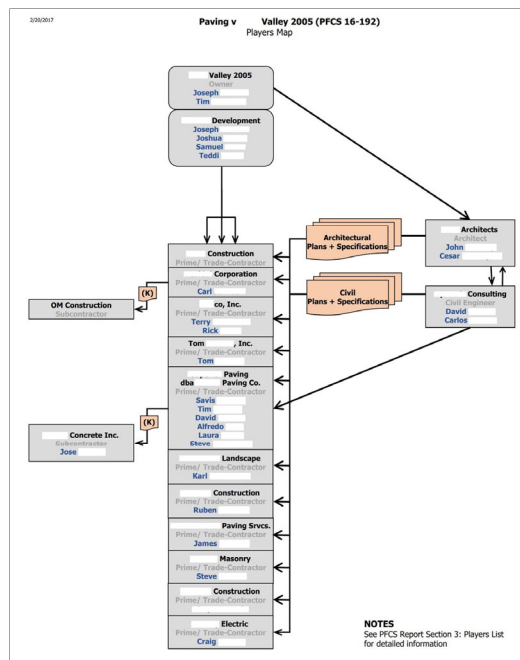 2/20/2017
Paving v Valley 2005 (PFCS 16-192)
Players Map
Valley 2005
Owner
Joseph
Tim
Development
Joseph
Joshua
Samuel
Teddi
Architectural
Plans + Specifications
Architects
Architect
John
Cesar
Construction
Prime/ Trade-Contractor
Corporation
Prime/ Trade-Contractor
Carl
(K)
OM Construction
Subcontractor
Civil
Plans + Specifications
Consulting
Civil Engineer
David
Carlos
co, Inc.
Prime/ Trade-Contractor
Terry
Rick
Tom , Inc.
Prime/ Trade-Contractor
Tom
Paving
dba Paving Co.
Prime/ Trade-Contractor
Savis
Tim
David
Alfredo
Laura
Steve
(K)
Concrete Inc.
Subcontractor
Jose
Landscape
Prime/ Trade-Contractor
Karl
Construction
Prime/ Trade-Contractor
Ruben
Paving Srvcs.
Prime/ Trade-Contractor
James
Masonry
Prime/ Trade-Contractor
Steve
Construction
Prime/ Trade-Contractor
Electric
Prime/ Trade-Contractor
Craig
NOTES
See PFCS Report Section 3: Players List
for detailed information